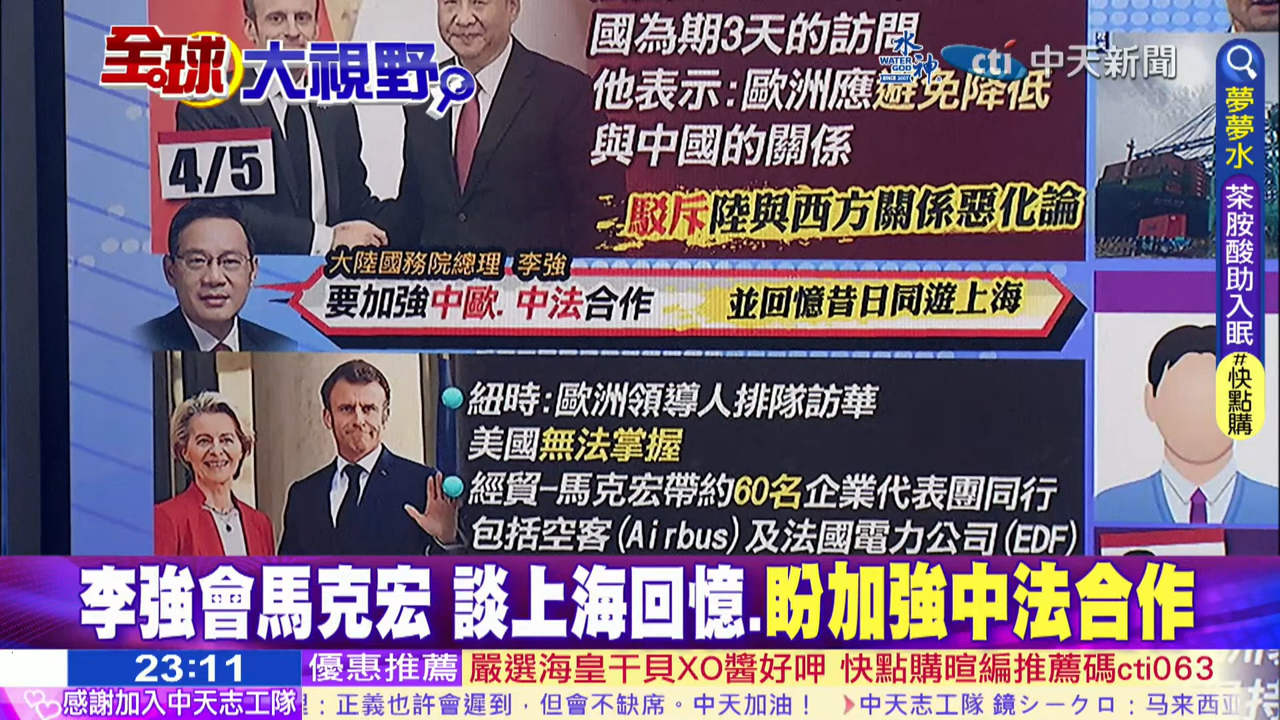 全球大視野
國為期3天的訪問
水神
WATER GOD
SINCE 2007
cti 中天新聞
他表示:歐洲應避免降低
與中國的關係
4/5
駁斥陸與西方關係惡化論
大陸國務院總理 李強
要加強中歐.中法合作 並回憶昔日同遊上海
紐時:歐洲領導人排隊訪華
美國無法掌握
經貿-馬克宏帶約60名企業代表團同行
包括空客(Airbus)及法國電力公司(EDF)
夢夢水
茶胺酸助入眠
#快點購
李強會馬克宏 談上海回憶.盼加強中法合作
23:11 優惠推薦 嚴選海皇干貝XO醬好呷 快點購暄編推薦碼cti063
感謝加入中天志工隊 :正義也許會遲到，但會不缺席。中天加油！ 中天志工隊 鏡シークロ：马来西亚